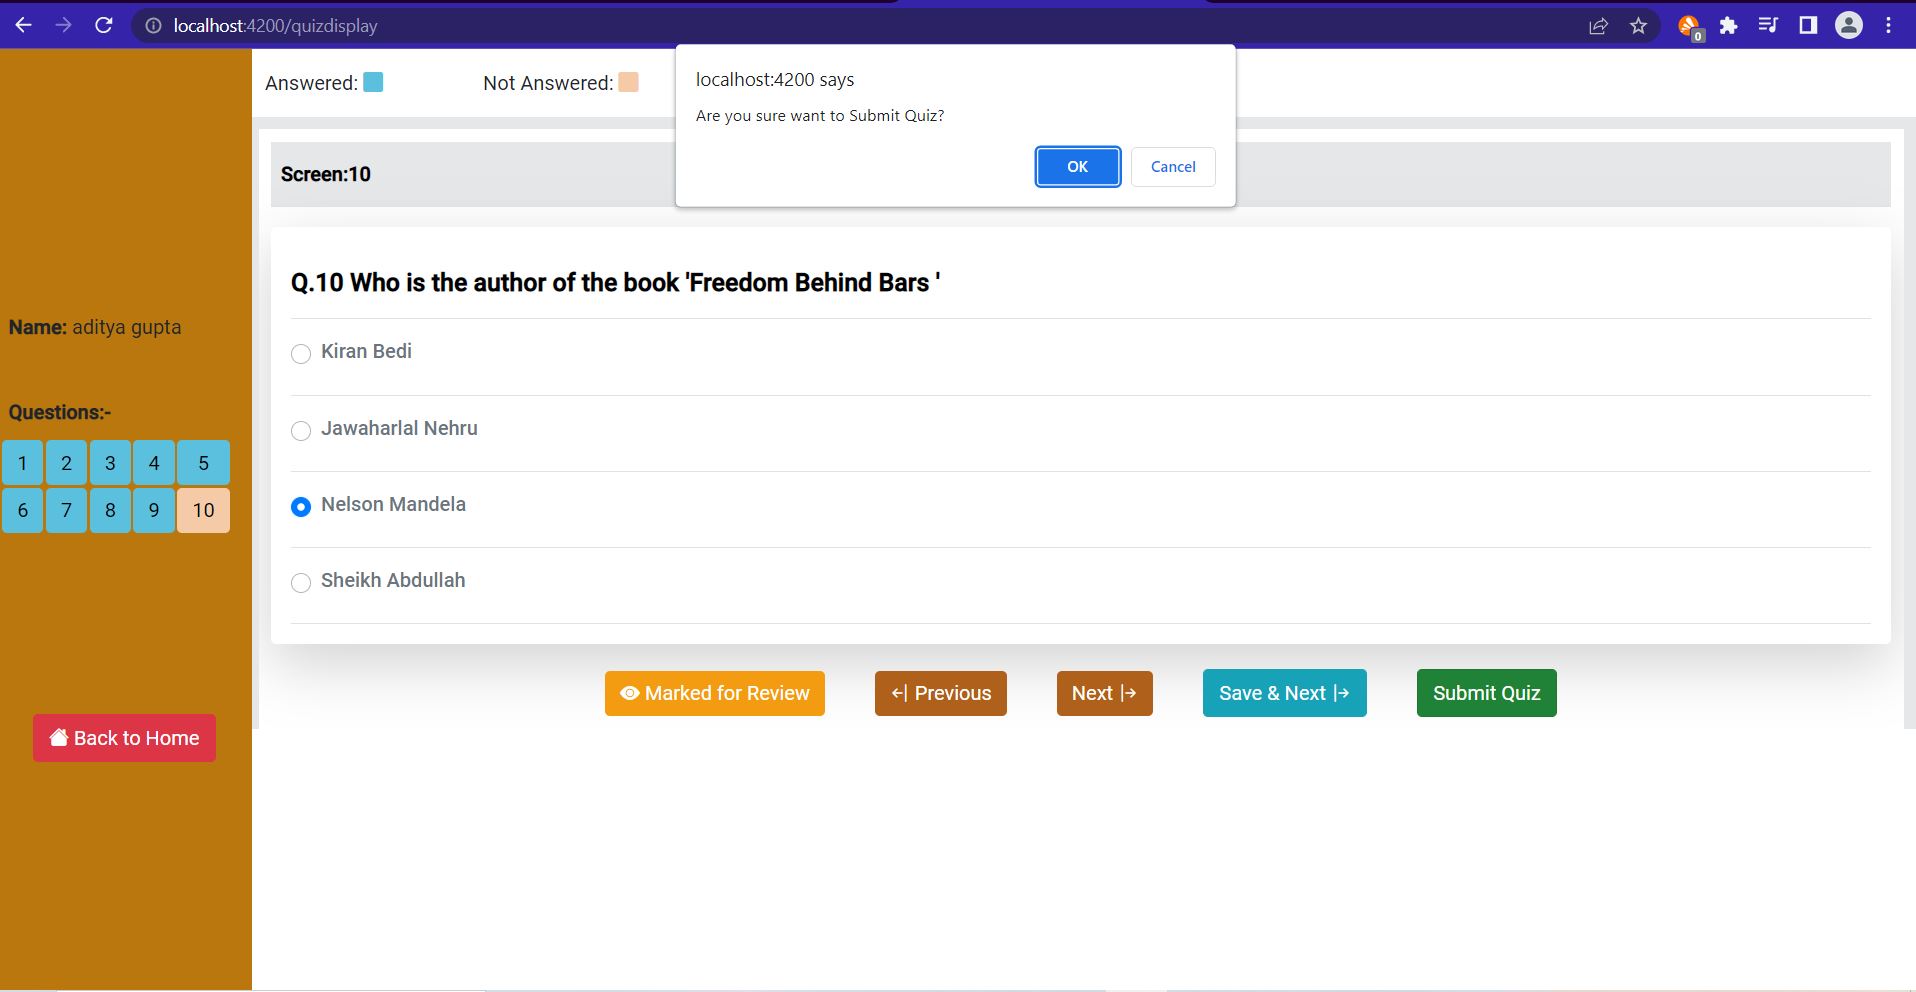 localhost:4200/quizdisplay
0
localhost:4200 says
Are you sure want to Submit Quiz?
OK Cancel
Answered: Not Answered:
Screen:10
Name: aditya gupta
Questions:-
1 2 3 4 5
6 7 8 9 10
Back to Home
Q.10 Who is the author of the book 'Freedom Behind Bars '
Kiran Bedi
Jawaharlal Nehru
Nelson Mandela
Sheikh Abdullah
Marked for Review Previous Next Save & Next Submit Quiz